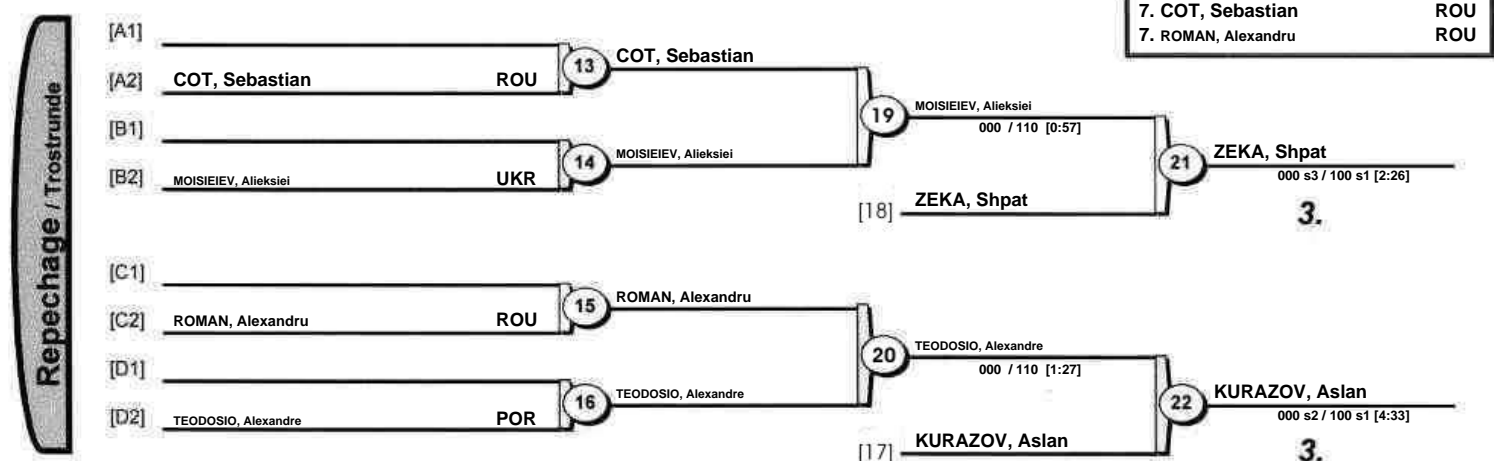 7. COT, Sebastian ROU
7. ROMAN, Alexandru ROU
Repechage / Trostrunde
[A1]
[A2] COT, Sebastian ROU
13 COT, Sebastian
[B1]
[B2] MOISIEIEV, Alieksiei UKR
14 MOISIEIEV, Alieksiei
19 MOISIEIEV, Alieksiei
000 / 110 [0:57]
[18] ZEKA, Shpat
21 ZEKA, Shpat
000 s3 / 100 s1 [2:26]
3.
[C1]
[C2] ROMAN, Alexandru ROU
15 ROMAN, Alexandru
[D1]
[D2] TEODOSIO, Alexandre POR
16 TEODOSIO, Alexandre
20 TEODOSIO, Alexandre
000 / 110 [1:27]
[17] KURAZOV, Aslan
22 KURAZOV, Aslan
000 s2 / 100 s1 [4:33]
3.